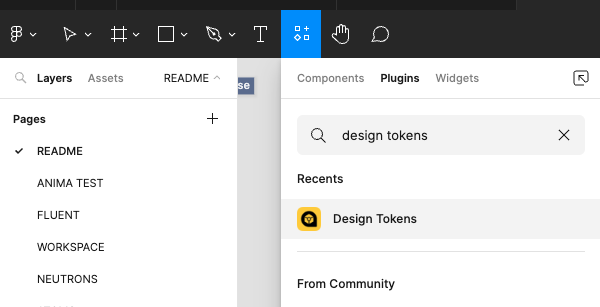 Layers Assets README
se
Components Plugins Widgets
Pages
README
ANIMA TEST
FLUENT
WORKSPACE
NEUTRONS
design tokens
Recents
Design Tokens
From Community